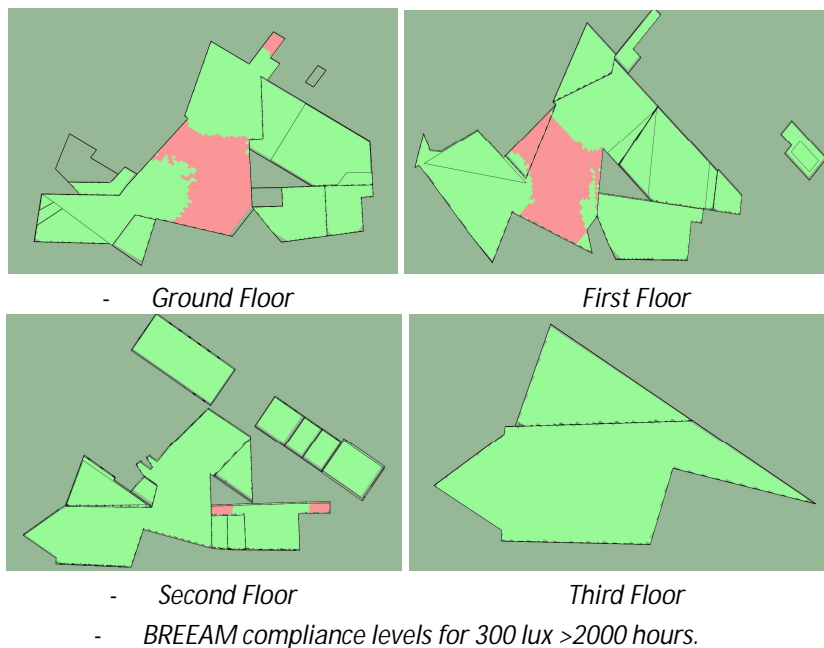 - Ground Floor
First Floor
- Second Floor
Third Floor
- BREEAM compliance levels for 300 lux >2000 hours.